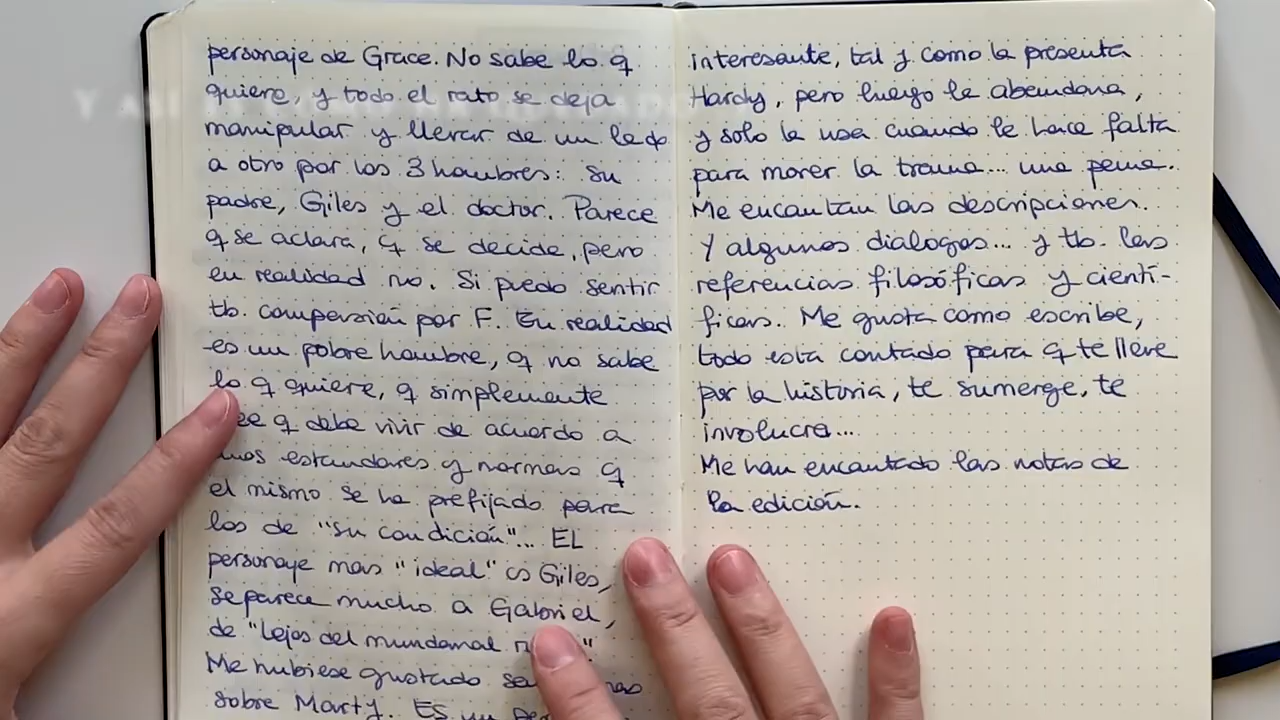 personaje de Grace. No sabe lo q
quiere, y todo el rato se deja
manipular y llevar de un lado
a otro por los 3 hombres: su
padre, Giles y el doctor. Parece
q se aclara, q se decide, pero
en realidad no. Si puedo sentir
tb. compersión por F. En realidad
es un pobre hombre, q no sabe
lo q quiere, q simplemente
q debe vivir de acuerdo a
estandares y normas q
el mismo se ha prefijado para
los de "su condición"... EL
personaje mas "ideal" es Giles,
se parece mucho a Gabriel,
de "Lejos del mundanal
Me hubiese gustado
sobre Marty. ES un
interesante, tal y como la presenta
Hardy, pero luego la abandona,
y solo la usa cuando le hace falta
para mover la trama... una pena.
Me encantan las descripciones.
Y algunos dialogos... y tb. las
referencias filosóficas y cientí-
ficas. Me gusta como escribe,
todo esta contado para q te lleve
por la historia, te sumerge, te
involucra...
Me han encantado las notas de
la edición.